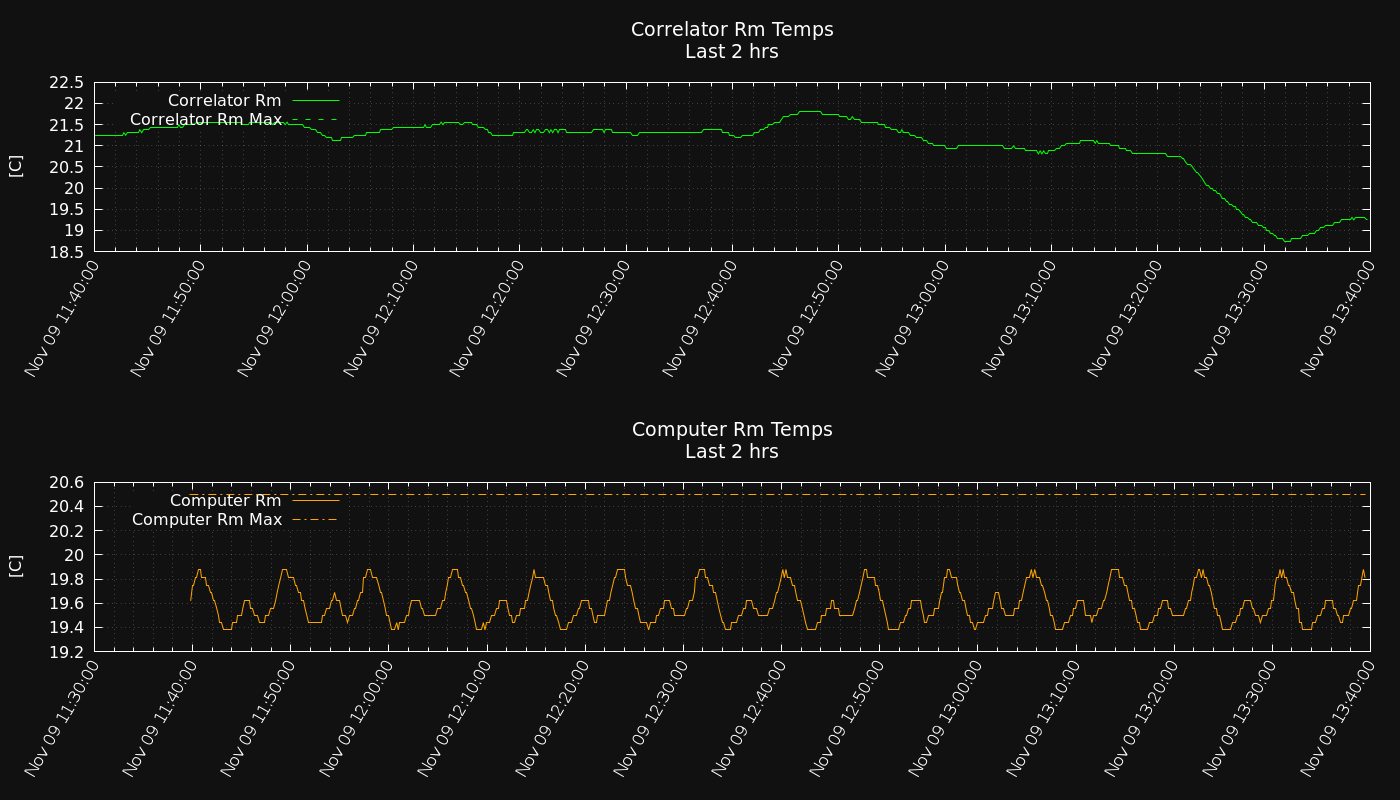 Correlator Rm Temps
Last 2 hrs
22.5
22
21.5
21
20.5
20
19.5
19
18.5
[C]
Correlator Rm
Correlator Rm Max
Nov 09 11:40:00
Nov 09 11:50:00
Nov 09 12:00:00
Nov 09 12:10:00
Nov 09 12:20:00
Nov 09 12:30:00
Nov 09 12:40:00
Nov 09 12:50:00
Nov 09 13:00:00
Nov 09 13:10:00
Nov 09 13:20:00
Nov 09 13:30:00
Nov 09 13:40:00
Computer Rm Temps
Last 2 hrs
20.6
20.4
20.2
20
19.8
19.6
19.4
19.2
[C]
Computer Rm
Computer Rm Max
Nov 09 11:30:00
Nov 09 11:40:00
Nov 09 11:50:00
Nov 09 12:00:00
Nov 09 12:10:00
Nov 09 12:20:00
Nov 09 12:30:00
Nov 09 12:40:00
Nov 09 12:50:00
Nov 09 13:00:00
Nov 09 13:10:00
Nov 09 13:20:00
Nov 09 13:30:00
Nov 09 13:40:00